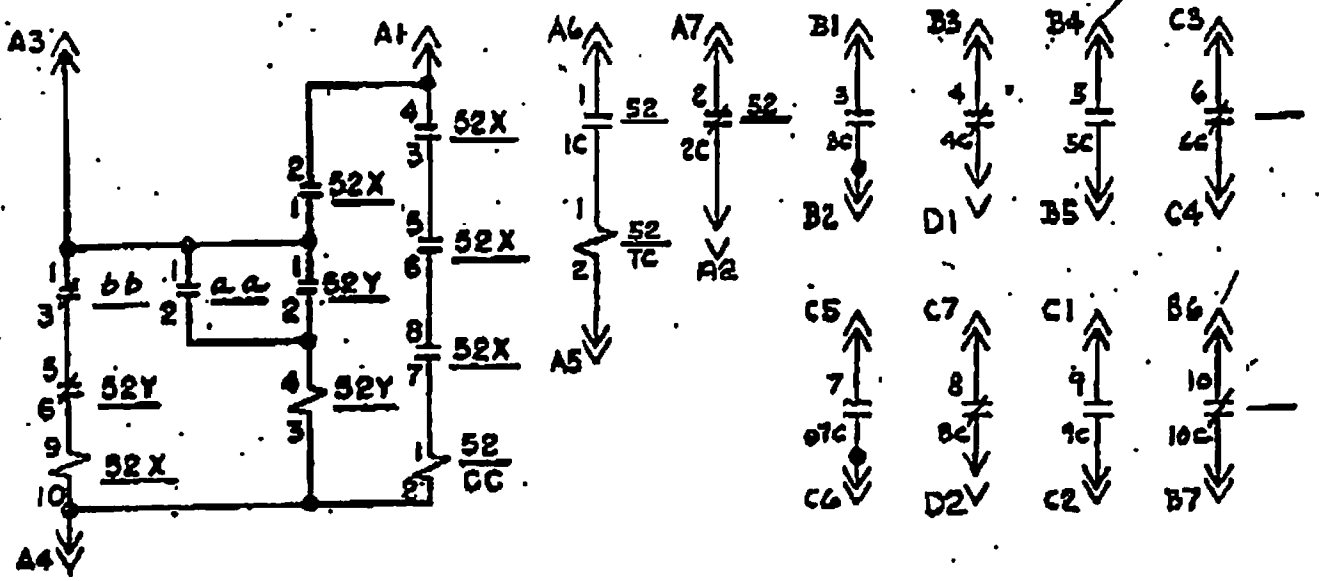 A3 A1 A6 A7 B1 B3 B4 C3
1 52 2 52 3 4 5 6
4 52X
1C 2C 3C 4C 5C 6C
3
2 52X
1
1 52 2 TC
A2 B2 D1 B5 C4
5 52X
6
1 bb 1 aa 1 52Y
3 2 2
C5 C7 C1 B6
8 52X
7
A5
5 52Y
6
4 52Y
3
7 8 9 10
7C 8C 9C 10C
9 52X
10
1 52
2 CC
C6 D2 C2 B7
A4